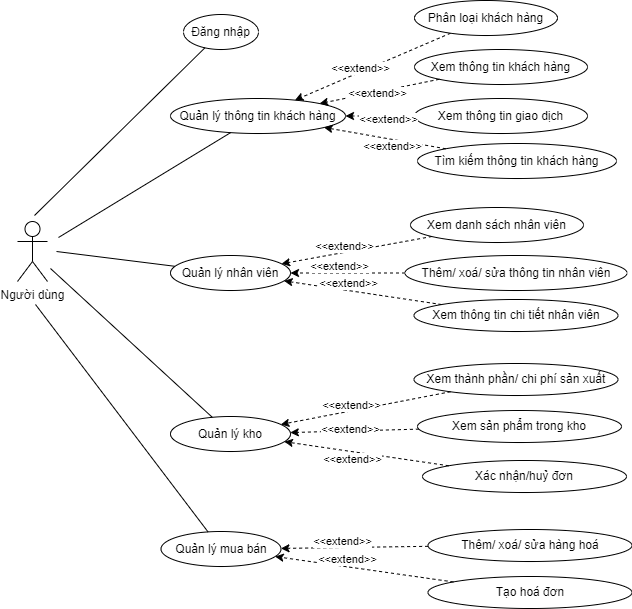 Đăng nhập
Phân loại khách hàng
<<extend>>
Xem thông tin khách hàng
<<extend>>
Quản lý thông tin khách hàng
<<extend>>
Xem thông tin giao dịch
<<extend>>
Tìm kiếm thông tin khách hàng
Xem danh sách nhân viên
<<extend>>
Quản lý nhân viên
<<extend>>
Thêm/ xoá/ sửa thông tin nhân viên
<<extend>>
Xem thông tin chi tiết nhân viên
Người dùng
Xem thành phần/ chi phí sản xuất
<<extend>>
Quản lý kho
<<extend>>
Xem sản phẩm trong kho
<<extend>>
Xác nhận/huỷ đơn
Quản lý mua bán
<<extend>>
Thêm/ xoá/ sửa hàng hoá
<<extend>>
Tạo hoá đơn